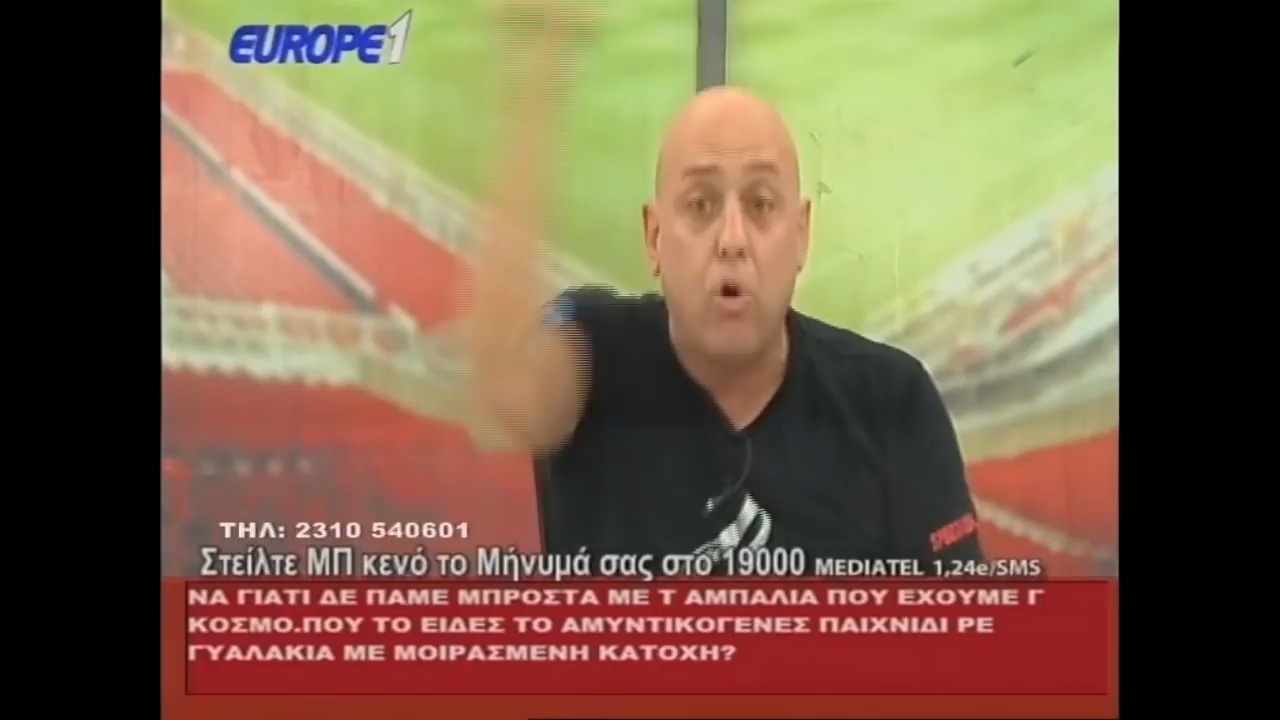 EUROPE1
ΤΗΛ: 2310 540601
Στείλτε ΜΠ κενό το Μήνυμά σας στο 19000 MEDIATEL 1,24e/SMS
ΝΑ ΓΙΑΤΙ ΔΕ ΠΑΜΕ ΜΠΡΟΣΤΑ ΜΕ Τ ΑΜΠΑΛΙΑ ΠΟΥ ΕΧΟΥΜΕ Γ
ΚΟΣΜΟ.ΠΟΥ ΤΟ ΕΙΔΕΣ ΤΟ ΑΜΥΝΤΙΚΟΓΕΝΕΣ ΠΑΙΧΝΙΔΙ ΡΕ
ΓΥΑΛΑΚΙΑ ΜΕ ΜΟΙΡΑΣΜΕΝΗ ΚΑΤΟΧΗ?